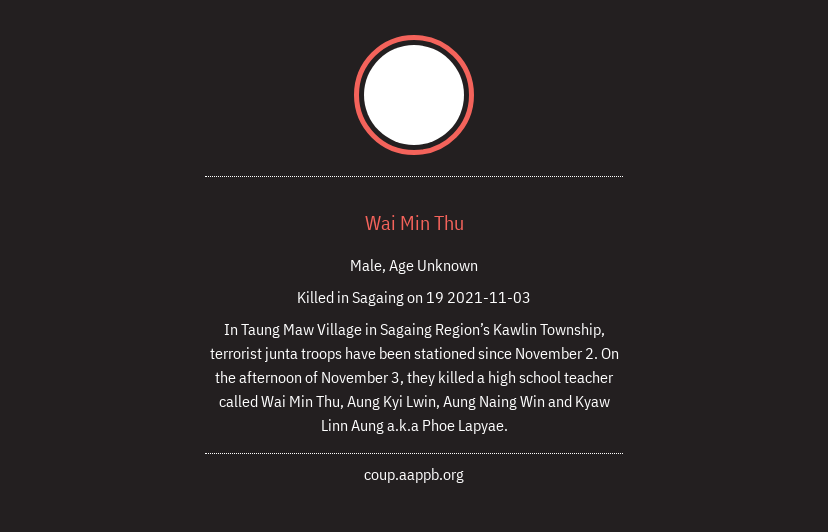 Wai Min Thu
Male, Age Unknown
Killed in Sagaing on 19 2021-11-03
In Taung Maw Village in Sagaing Region’s Kawlin Township,
terrorist junta troops have been stationed since November 2. On
the afternoon of November 3, they killed a high school teacher
called Wai Min Thu, Aung Kyi Lwin, Aung Naing Win and Kyaw
Linn Aung a.k.a Phoe Lapyae.
coup.aappb.org